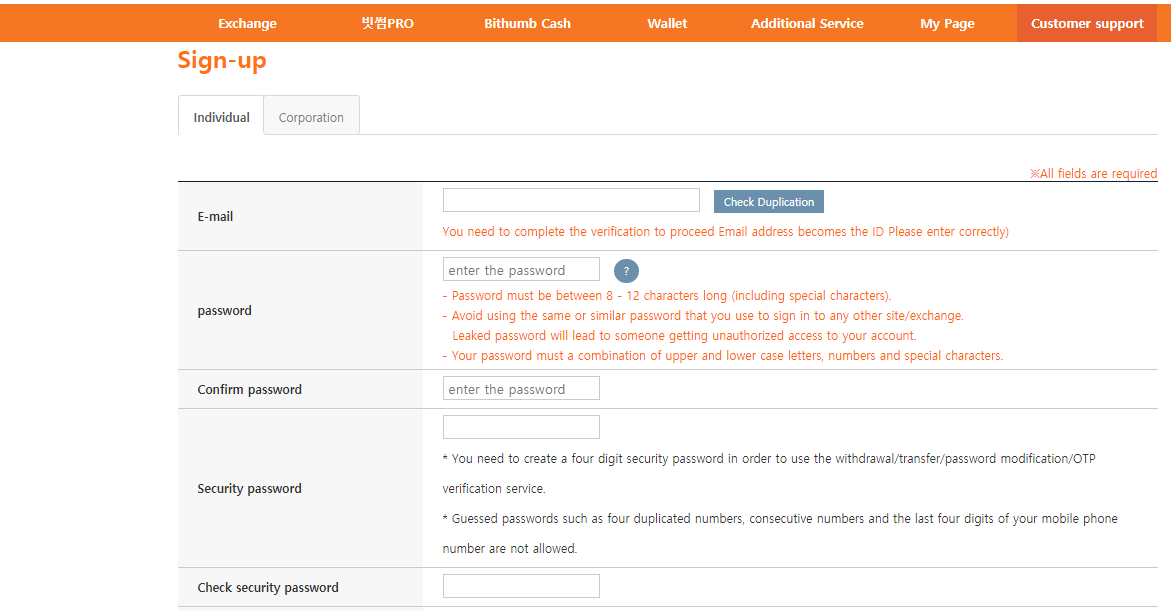 Exchange 빗썸PRO Bithumb Cash Wallet Additional Service My Page Customer support
Sign-up
Individual Corporation
※All fields are required
E-mail
Check Duplication
You need to complete the verification to proceed Email address becomes the ID Please enter correctly)
password
enter the password ?
- Password must be between 8 - 12 characters long (including special characters).
- Avoid using the same or similar password that you use to sign in to any other site/exchange.
Leaked password will lead to someone getting unauthorized access to your account.
- Your password must a combination of upper and lower case letters, numbers and special characters.
Confirm password
enter the password
Security password
* You need to create a four digit security password in order to use the withdrawal/transfer/password modification/OTP
verification service.
* Guessed passwords such as four duplicated numbers, consecutive numbers and the last four digits of your mobile phone
number are not allowed.
Check security password